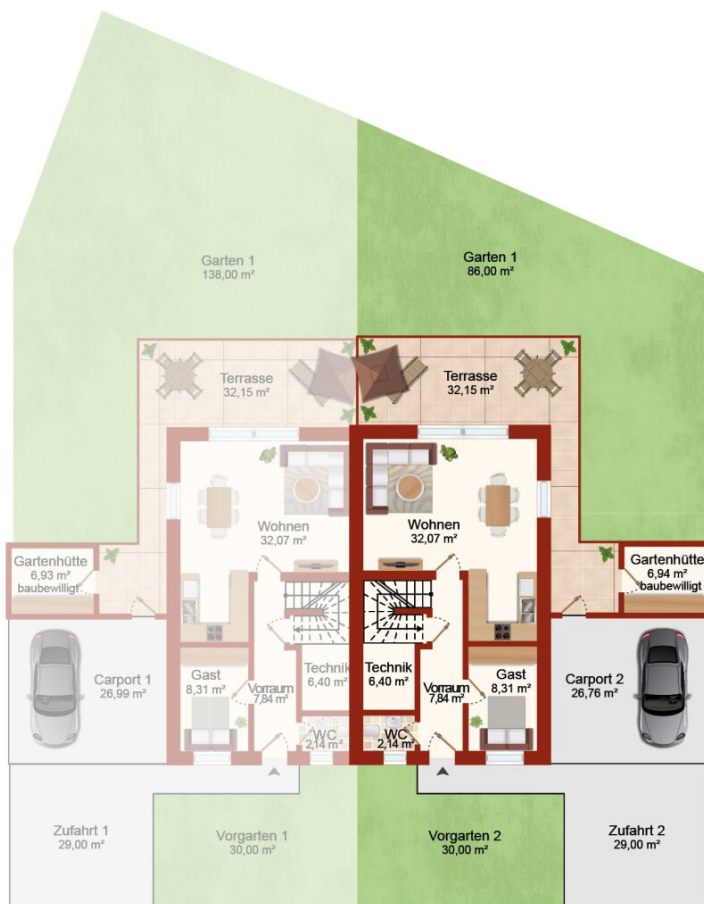 Garten 1
138,00 m²
Garten 1
86,00 m²
Terrasse
32,15 m²
Terrasse
32,15 m²
Wohnen
32,07 m²
Wohnen
32,07 m²
Gartenhütte
6,93 m²
baubewilligt
Gartenhütte
6,94 m²
baubewilligt
Carport 1
26,99 m²
Gast
8,31 m²
Vorraum
7,84 m²
Technik
6,40 m²
Technik
6,40 m²
Vorraum
7,84 m²
Gast
8,31 m²
Carport 2
26,76 m²
WC
2,14 m²
WC
2,14 m²
Zufahrt 1
29,00 m²
Vorgarten 1
30,00 m²
Vorgarten 2
30,00 m²
Zufahrt 2
29,00 m²